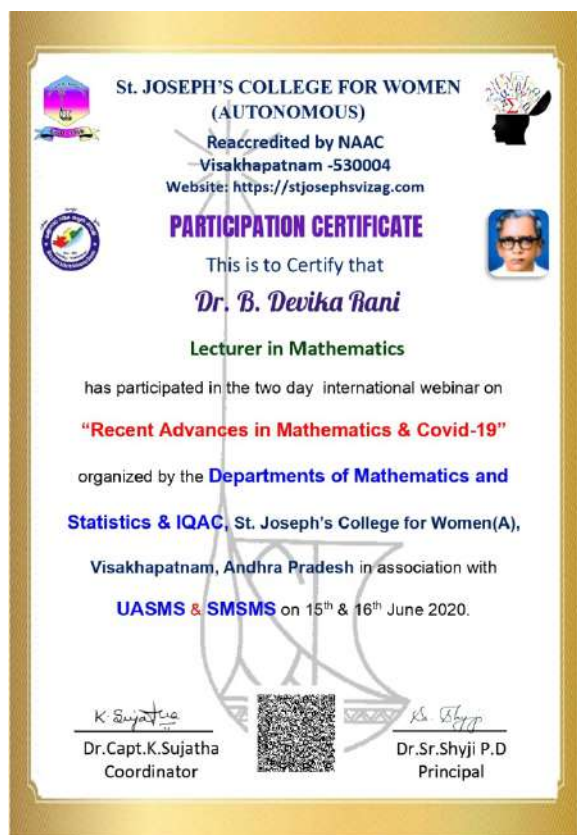 St. JOSEPH'S COLLEGE FOR WOMEN
(AUTONOMOUS)
Reaccredited by NAAC
Visakhapatnam -530004
Website: https://stjosephsvizag.com
PARTICIPATION CERTIFICATE
This is to Certify that
Dr. B. Devika Rani
Lecturer in Mathematics
has participated in the two day international webinar on
“Recent Advances in Mathematics & Covid-19”
organized by the Departments of Mathematics and
Statistics & IQAC, St. Joseph's College for Women(A),
Visakhapatnam, Andhra Pradesh in association with
UASMS & SMSMS on 15th & 16th June 2020.
K. Sujatha
Sr. Shyji
Dr.Capt.K.Sujatha
Dr.Sr.Shyji P.D
Coordinator
Principal